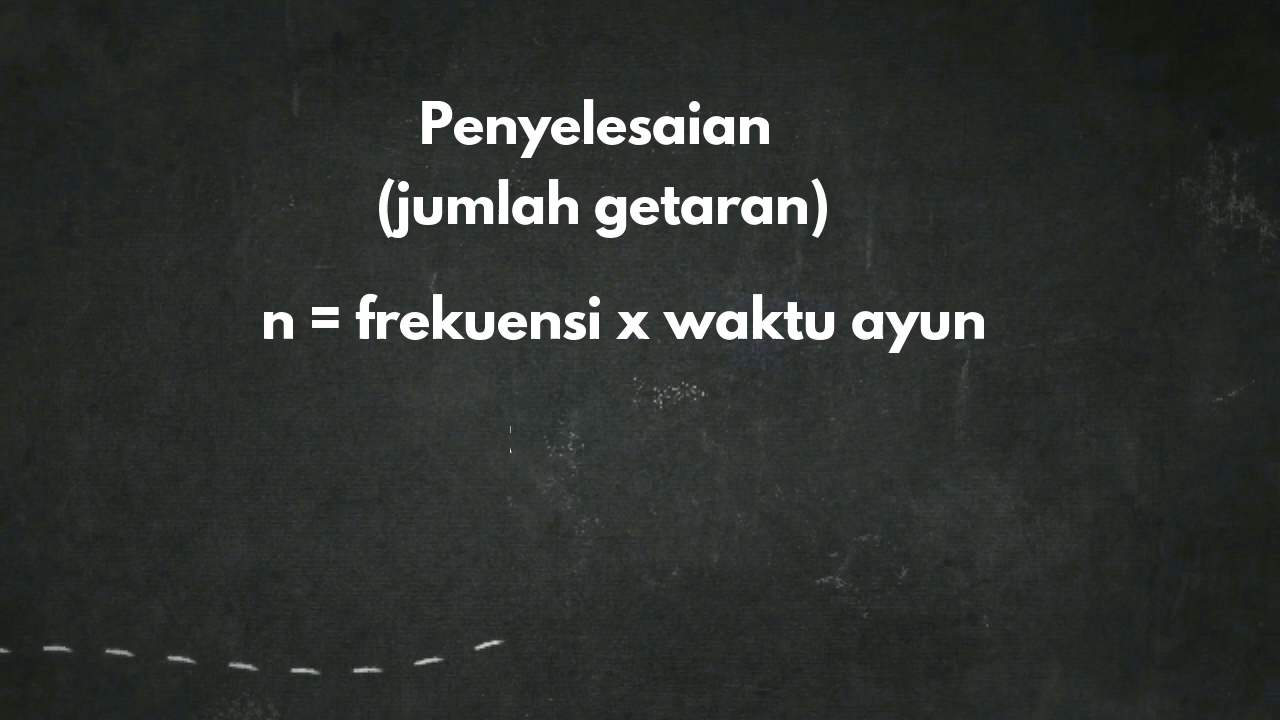 Penyelesaian
(jumlah getaran)
n = frekuensi x waktu ayun